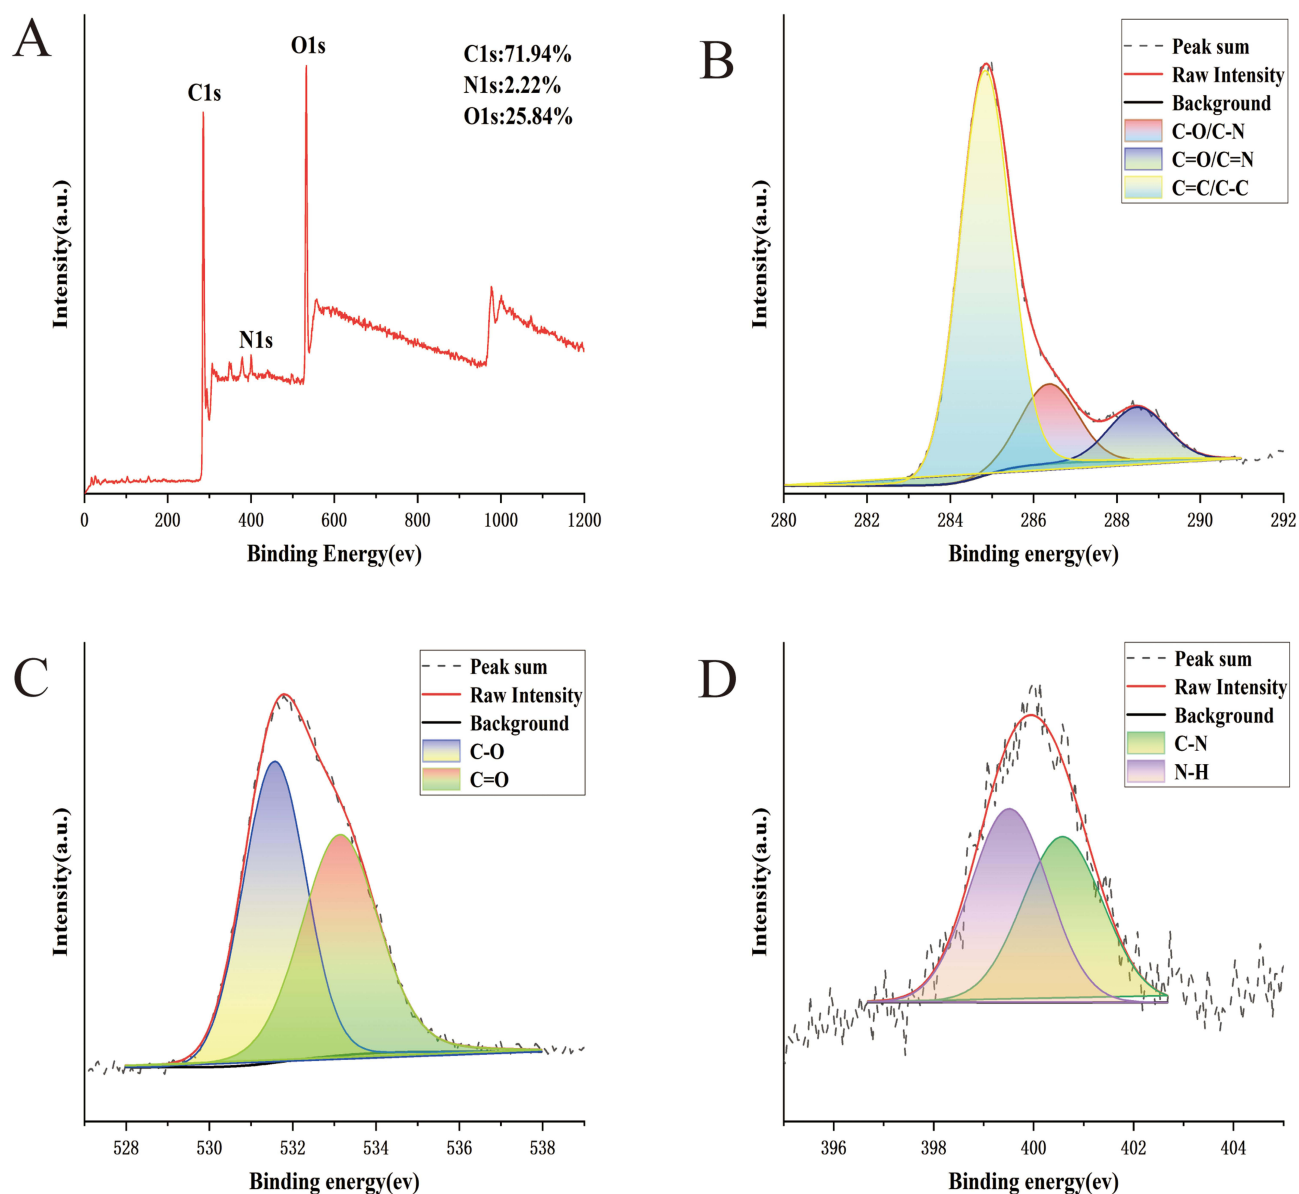 A
C1s
O1s
N1s
C1s:71.94%
N1s:2.22%
O1s:25.84%
Intensity(a.u.)
0 200 400 600 800 1000 1200
Binding Energy(ev)
B
Peak sum
Raw Intensity
Background
C-O/C-N
C=O/C=N
C=C/C-C
Intensity(a.u.)
280 282 284 286 288 290 292
Binding energy(ev)
C
Peak sum
Raw Intensity
Background
C-O
C=O
Intensity(a.u.)
528 530 532 534 536 538
Binding energy(ev)
D
Peak sum
Raw Intensity
Background
C-N
N-H
Intensity(a.u.)
396 398 400 402 404
Binding energy(ev)